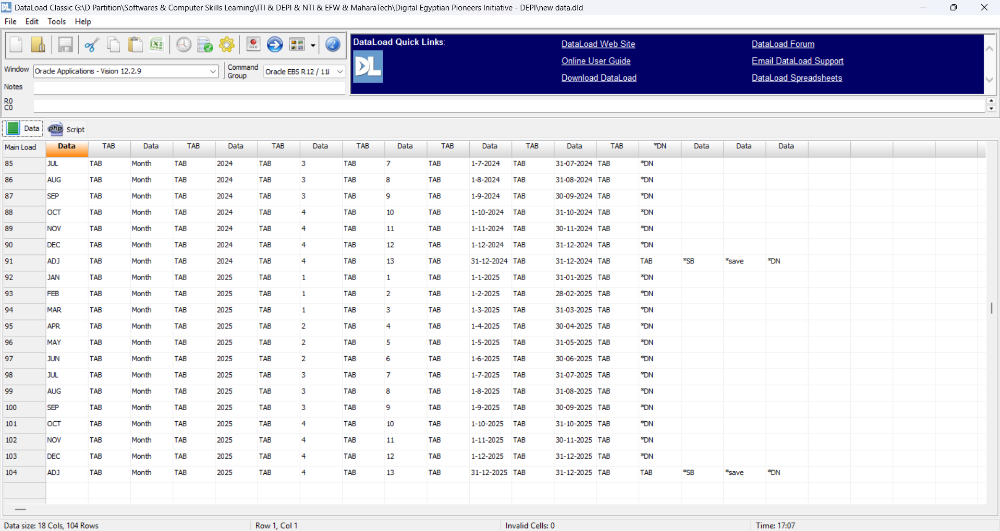 DataLoad Classic G:\D Partition\Softwares & Computer Skills Learning\ITI & DEPI & NTI & EFW & MaharaTech\Digital Egyptian Pioneers Initiative - DEPI\new data.dld
File Edit Tools Help
REC
DataLoad Quick Links:
DL
DataLoad Web Site DataLoad Forum
Online User Guide Email DataLoad Support
Download DataLoad DataLoad Spreadsheets
Window Oracle Applications - Vision 12.2.9 Command Group Oracle EBS R12 / 11i
Notes
R0
C0
Data php Script
Main Load Data TAB Data TAB Data TAB Data TAB Data TAB Data TAB Data TAB *DN Data Data Data
85 JUL TAB Month TAB 2024 TAB 3 TAB 7 TAB 1-7-2024 TAB 31-07-2024 TAB *DN
86 AUG TAB Month TAB 2024 TAB 3 TAB 8 TAB 1-8-2024 TAB 31-08-2024 TAB *DN
87 SEP TAB Month TAB 2024 TAB 3 TAB 9 TAB 1-9-2024 TAB 30-09-2024 TAB *DN
88 OCT TAB Month TAB 2024 TAB 4 TAB 10 TAB 1-10-2024 TAB 31-10-2024 TAB *DN
89 NOV TAB Month TAB 2024 TAB 4 TAB 11 TAB 1-11-2024 TAB 30-11-2024 TAB *DN
90 DEC TAB Month TAB 2024 TAB 4 TAB 12 TAB 1-12-2024 TAB 31-12-2024 TAB *DN
91 ADJ TAB Month TAB 2024 TAB 4 TAB 13 TAB 31-12-2024 TAB 31-12-2024 TAB TAB *SB *save *DN
92 JAN TAB Month TAB 2025 TAB 1 TAB 1 TAB 1-1-2025 TAB 31-01-2025 TAB *DN
93 FEB TAB Month TAB 2025 TAB 1 TAB 2 TAB 1-2-2025 TAB 28-02-2025 TAB *DN
94 MAR TAB Month TAB 2025 TAB 1 TAB 3 TAB 1-3-2025 TAB 31-03-2025 TAB *DN
95 APR TAB Month TAB 2025 TAB 2 TAB 4 TAB 1-4-2025 TAB 30-04-2025 TAB *DN
96 MAY TAB Month TAB 2025 TAB 2 TAB 5 TAB 1-5-2025 TAB 31-05-2025 TAB *DN
97 JUN TAB Month TAB 2025 TAB 2 TAB 6 TAB 1-6-2025 TAB 30-06-2025 TAB *DN
98 JUL TAB Month TAB 2025 TAB 3 TAB 7 TAB 1-7-2025 TAB 31-07-2025 TAB *DN
99 AUG TAB Month TAB 2025 TAB 3 TAB 8 TAB 1-8-2025 TAB 31-08-2025 TAB *DN
100 SEP TAB Month TAB 2025 TAB 3 TAB 9 TAB 1-9-2025 TAB 30-09-2025 TAB *DN
101 OCT TAB Month TAB 2025 TAB 4 TAB 10 TAB 1-10-2025 TAB 31-10-2025 TAB *DN
102 NOV TAB Month TAB 2025 TAB 4 TAB 11 TAB 1-11-2025 TAB 30-11-2025 TAB *DN
103 DEC TAB Month TAB 2025 TAB 4 TAB 12 TAB 1-12-2025 TAB 31-12-2025 TAB *DN
104 ADJ TAB Month TAB 2025 TAB 4 TAB 13 TAB 31-12-2025 TAB 31-12-2025 TAB TAB *SB *save *DN
Data size: 18 Cols, 104 Rows Row 1, Col 1 Invalid Cells: 0 Time: 17:07